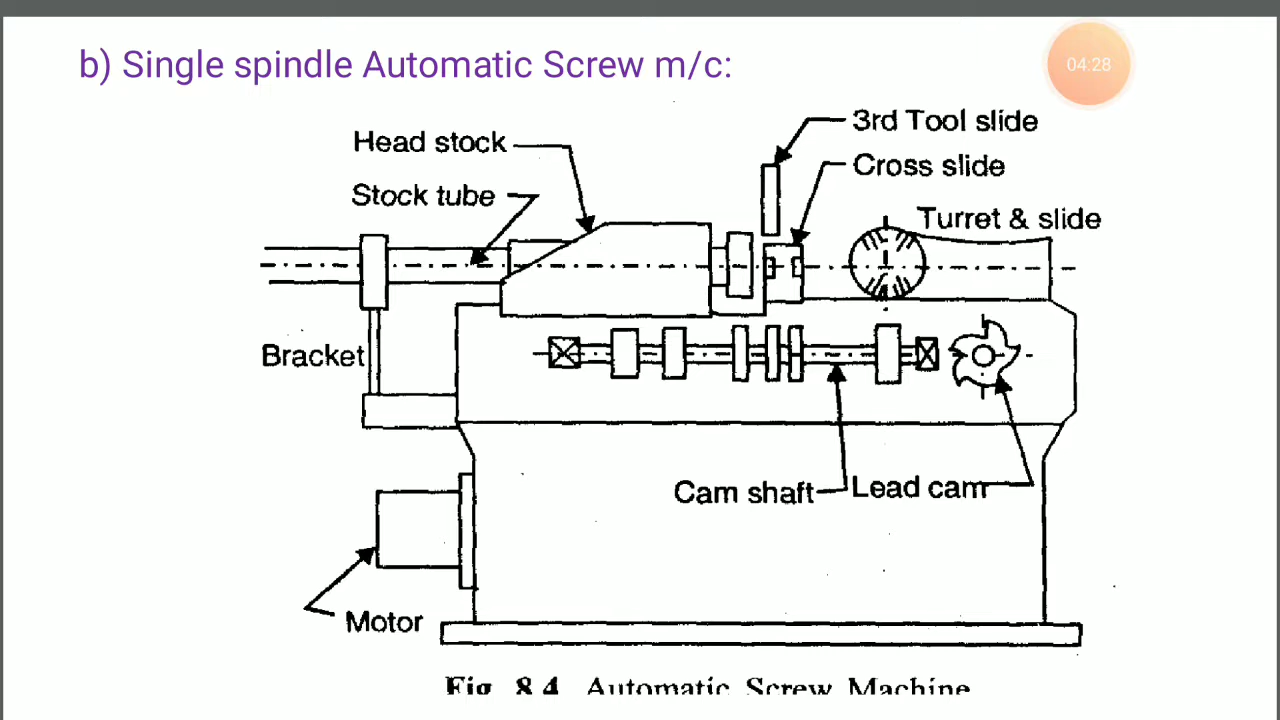 b) Single spindle Automatic Screw m/c:
04:28
3rd Tool slide
Head stock
Cross slide
Stock tube
Turret & slide
Bracket
Cam shaft
Lead cam
Motor
Fig 8.4 Automatic Screw Machine